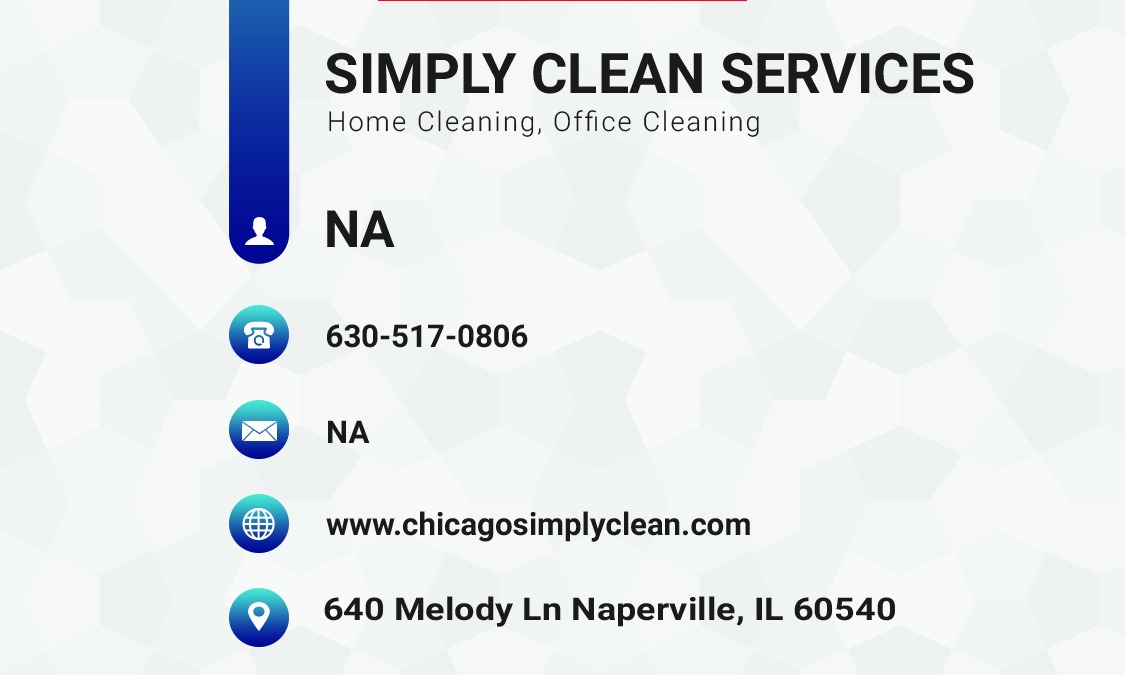 SIMPLY CLEAN SERVICES
Home Cleaning, Office Cleaning
NA
630-517-0806
NA
www.chicagosimplyclean.com
640 Melody Ln Naperville, IL 60540